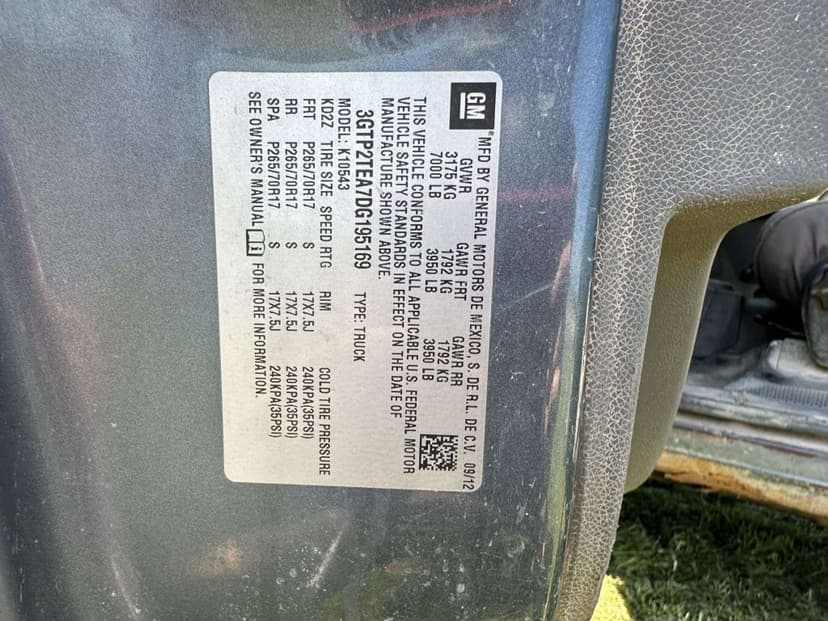 GM
®MFD BY GENERAL MOTORS DE MEXICO, S. DE R.L. DE C.V. 09/12
GVWR GAWR FRT GAWR RR
3175 KG 1792 KG 1792 KG
7000 LB 3950 LB 3950 LB
THIS VEHICLE CONFORMS TO ALL APPLICABLE U.S. FEDERAL MOTOR
VEHICLE SAFETY STANDARDS IN EFFECT ON THE DATE OF
MANUFACTURE SHOWN ABOVE.
3GTP2TEA7DG195169 TYPE: TRUCK
MODEL: K10543
KD2Z TIRE SIZE SPEED RTG RIM COLD TIRE PRESSURE
FRT P265/70R17 S 17X7.5J 240KPA(35PSI)
RR P265/70R17 S 17X7.5J 240KPA(35PSI)
SPA P265/70R17 S 17X7.5J 240KPA(35PSI)
SEE OWNER'S MANUAL i FOR MORE INFORMATION.